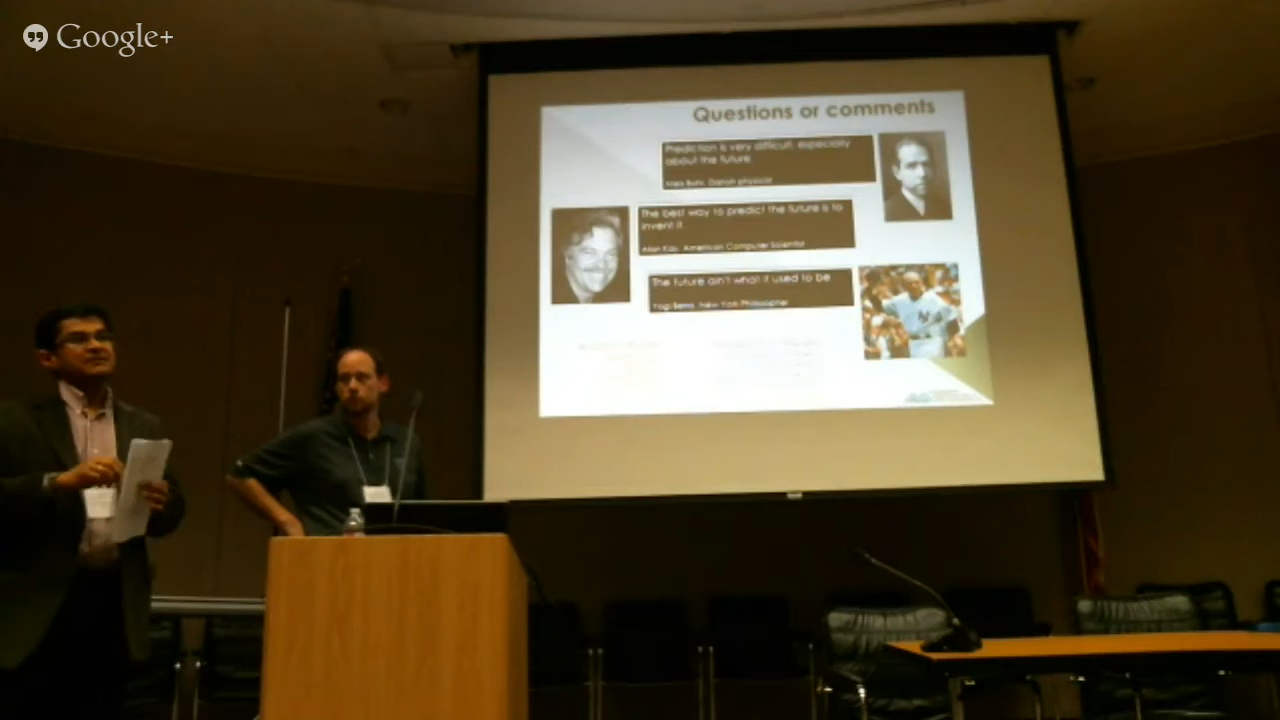 Google+
Questions or comments
Prediction is very difficult, especially
about the future.
Niels Bohr, Danish physicist
The best way to predict the future is to
invent it.
Alan Kay, American Computer Scientist
The future ain't what it used to be
Yogi Berra, New York Philosopher